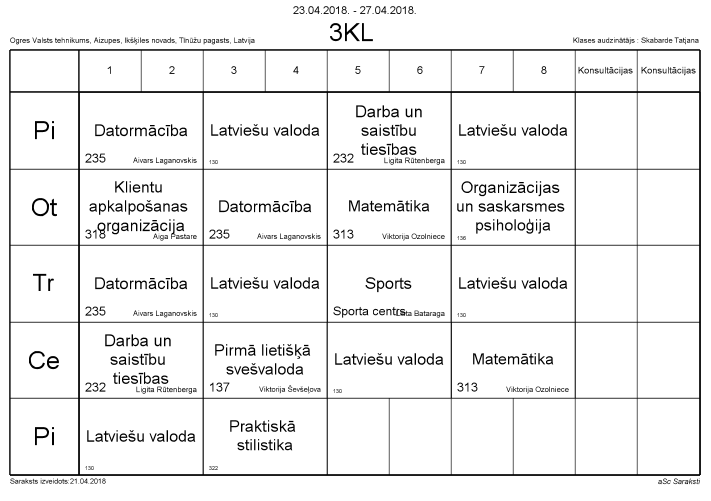 23.04.2018. - 27.04.2018.
Ogres Valsts tehnikums, Aizupes, Ikšķiles novads, Tīnūžu pagasts, Latvija
3KL
Klases audzinātājs : Skabarde Tatjana
1 2 3 4 5 6 7 8 Konsultācijas Konsultācijas
Pi
Datormācība
235 Aivars Laganovskis
Latviešu valoda
130
Darba un
saistību
tiesības
232 Ligita Rūtenberga
Latviešu valoda
130
Ot
Klientu
apkalpošanas
organizācija
318 Aiga Pastare
Datormācība
235 Aivars Laganovskis
Matemātika
313 Viktorija Ozolniece
Organizācijas
un saskarsmes
psiholoģija
136
Tr
Datormācība
235 Aivars Laganovskis
Latviešu valoda
130
Sports
Sporta centrs Bataraga
Latviešu valoda
130
Ce
Darba un
saistību
tiesības
232 Ligita Rūtenberga
Pirmā lietišķā
svešvaloda
137 Viktorija Ševšeļova
Latviešu valoda
130
Matemātika
313 Viktorija Ozolniece
Pi
Latviešu valoda
130
Praktiskā
stilistika
322
Saraksts izveidots:21.04.2018
aSc Saraksti